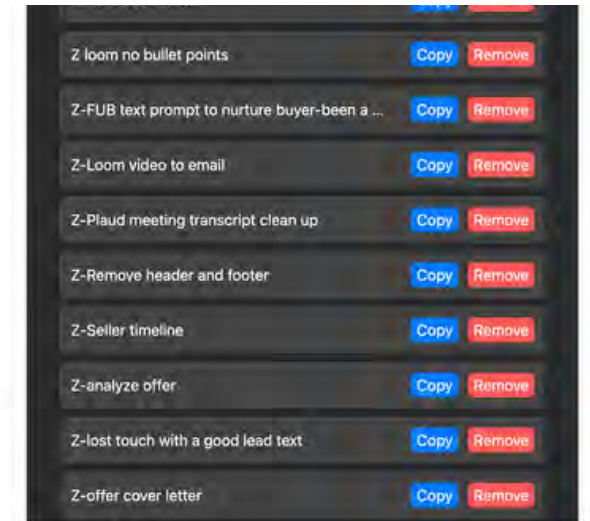 Z loom no bullet points Copy Remove
Z-FUB text prompt to nurture buyer-been a ... Copy Remove
Z-Loom video to email Copy Remove
Z-Plaud meeting transcript clean up Copy Remove
Z-Remove header and footer Copy Remove
Z-Seller timeline Copy Remove
Z-analyze offer Copy Remove
Z-lost touch with a good lead text Copy Remove
Z-offer cover letter Copy Remove